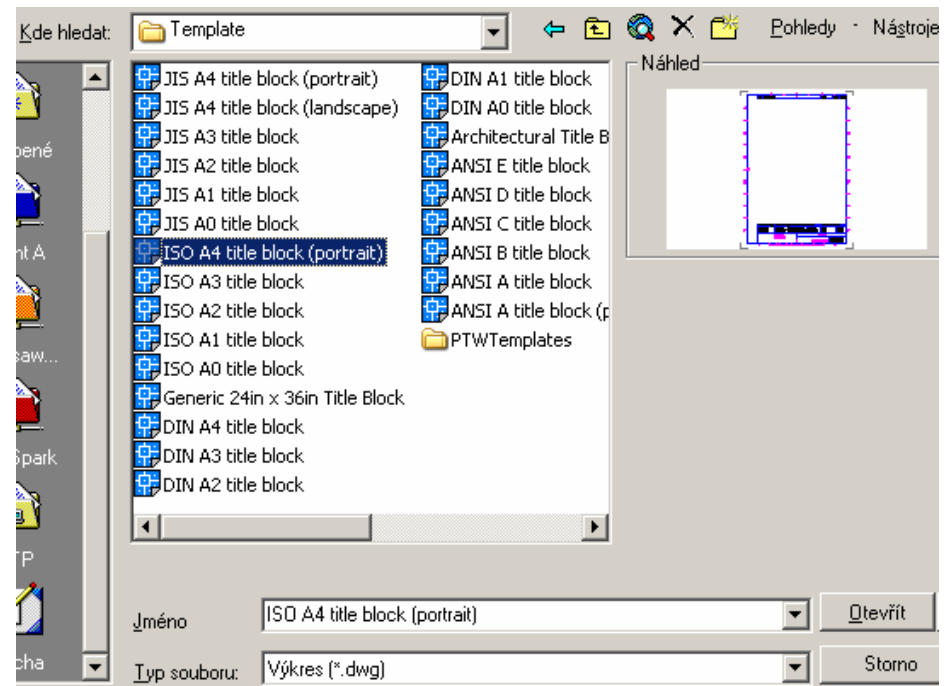 Kde hledat: Template Pohledy Nástroje
Náhled
JIS A4 title block (portrait)
JIS A4 title block (landscape)
JIS A3 title block
JIS A2 title block
JIS A1 title block
JIS A0 title block
ISO A4 title block (portrait)
ISO A3 title block
ISO A2 title block
ISO A1 title block
ISO A0 title block
Generic 24in x 36in Title Block
DIN A4 title block
DIN A3 title block
DIN A2 title block
DIN A1 title block
DIN A0 title block
Architectural Title B
ANSI E title block
ANSI D title block
ANSI C title block
ANSI B title block
ANSI A title block
ANSI A title block (p
PTWTemplates
bené
nt A
saw...
Spark
TP
cha
Jméno ISO A4 title block (portrait) Otevřít
Typ souboru: Výkres (*.dwg) Storno